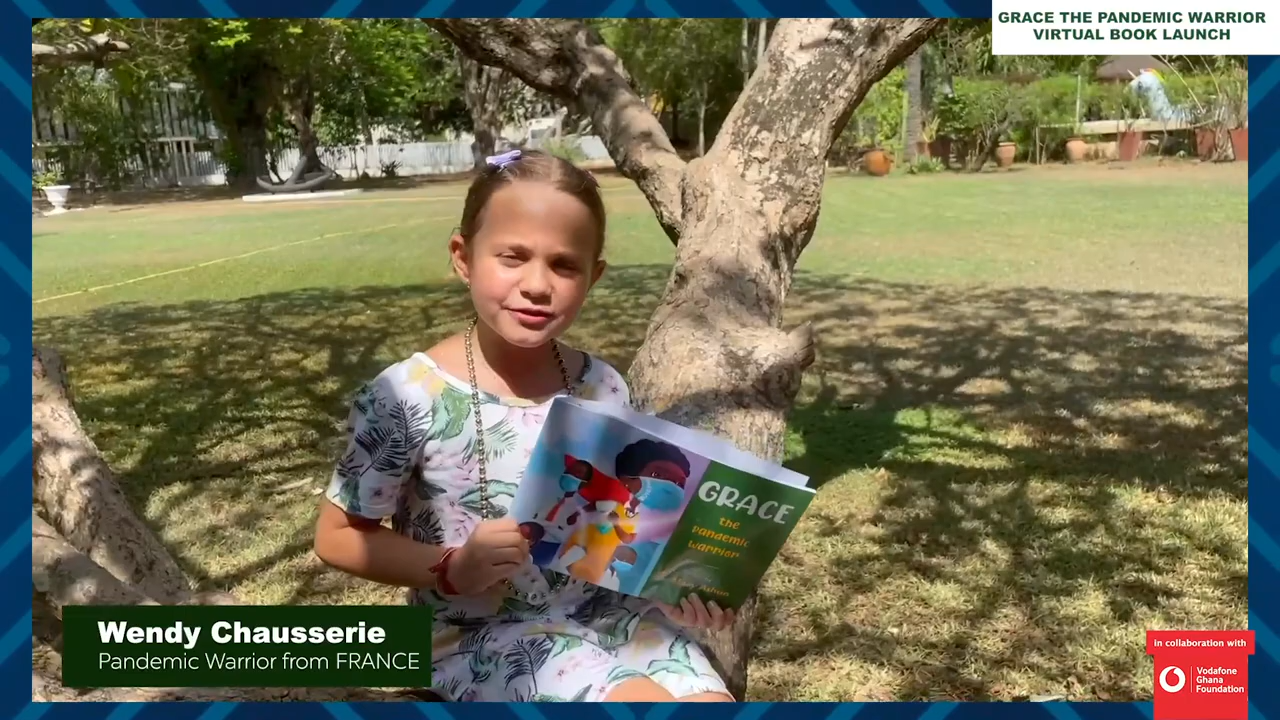 GRACE THE PANDEMIC WARRIOR
VIRTUAL BOOK LAUNCH
GRACE
the
pandemic
warrior
Wendy Chausserie
Pandemic Warrior from FRANCE
in collaboration with
Vodafone
Ghana
Foundation